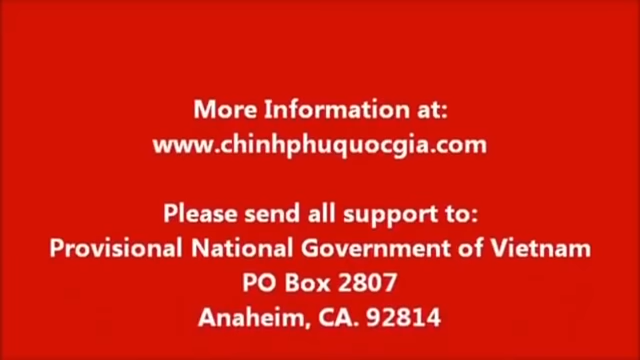 More Information at:
www.chinhphuquocgia.com
Please send all support to:
Provisional National Government of Vietnam
PO Box 2807
Anaheim, CA. 92814